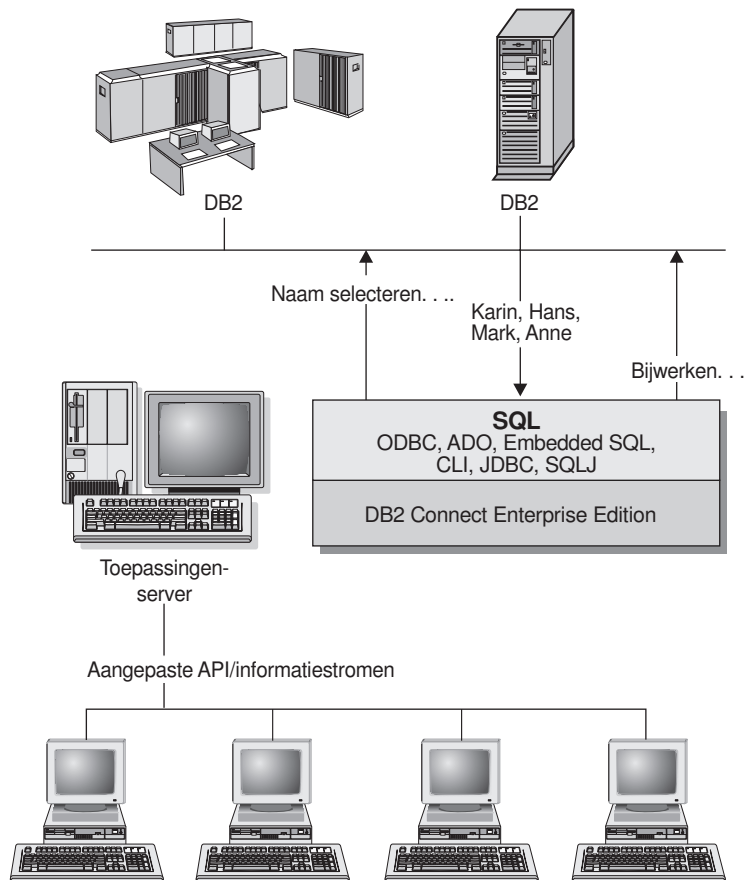 DB2
DB2
Naam selecteren. . ..
Karin, Hans,
Mark, Anne
Bijwerken. . .
SQL
ODBC, ADO, Embedded SQL,
CLI, JDBC, SQLJ
DB2 Connect Enterprise Edition
Toepassingen-
server
Aangepaste API/informatiestromen